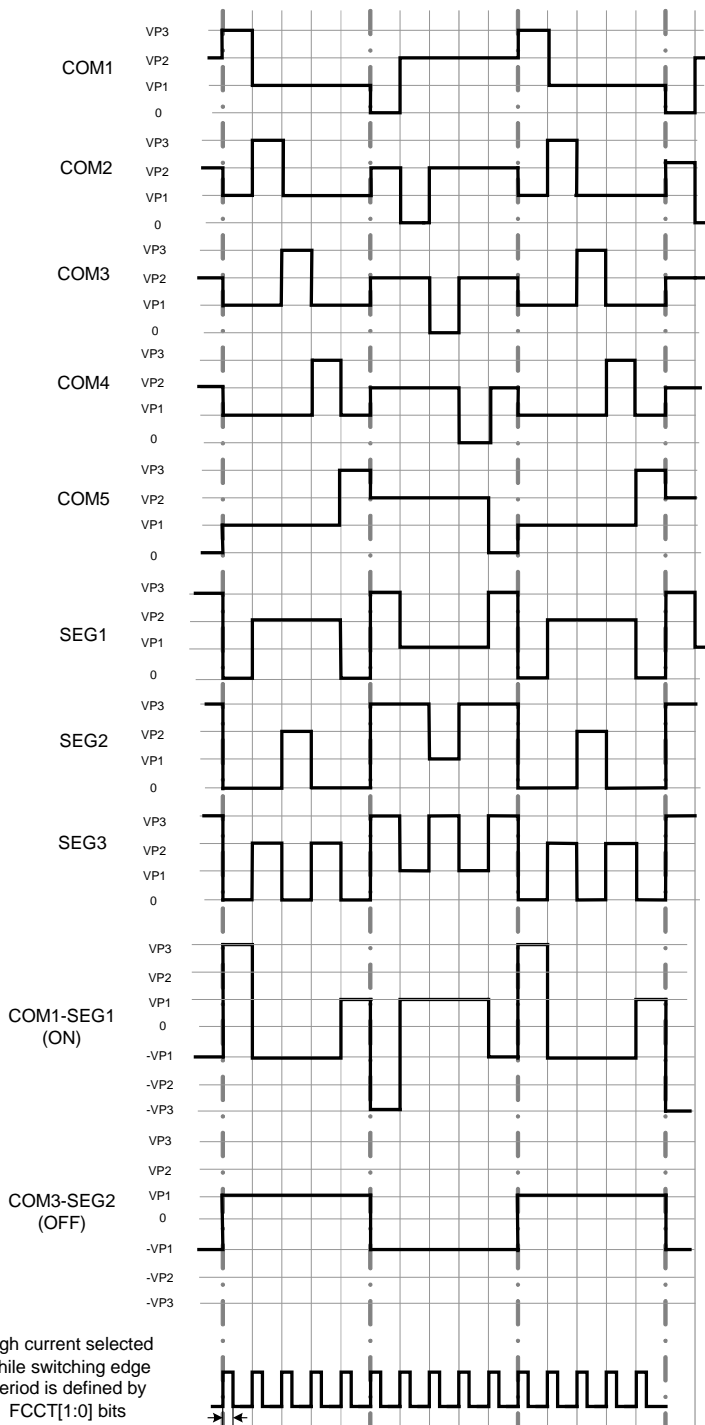 VP3
COM1
VP2
VP1
0
VP3
COM2
VP2
VP1
0
VP3
COM3
VP2
VP1
0
VP3
COM4
VP2
VP1
0
VP3
COM5
VP2
VP1
0
VP3
SEG1
VP2
VP1
0
VP3
SEG2
VP2
VP1
0
VP3
SEG3
VP2
VP1
0
VP3
VP2
COM1-SEG1
(ON)
VP1
0
-VP1
-VP2
-VP3
VP3
VP2
COM3-SEG2
(OFF)
VP1
0
-VP1
-VP2
-VP3
gh current selected
hile switching edge
eriod is defined by
FCCT[1:0] bits